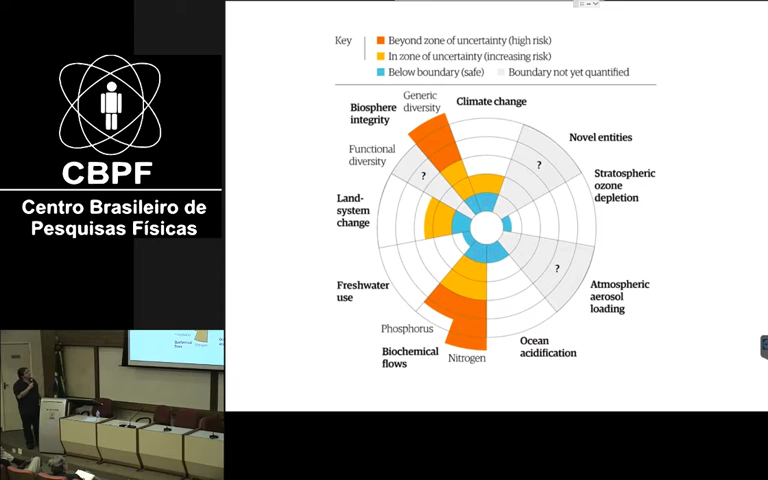 CBPF
Centro Brasileiro de
Pesquisas Físicas
Key
Beyond zone of uncertainty (high risk)
In zone of uncertainty (increasing risk)
Below boundary (safe)
Boundary not yet quantified
Generic
diversity
Climate change
Biosphere
integrity
Novel entities
Functional
diversity
?
?
Stratospheric
ozone
depletion
Land-
system
change
?
Freshwater
use
Atmospheric
aerosol
loading
Phosphorus
Ocean
acidification
Biochemical
flows
Nitrogen